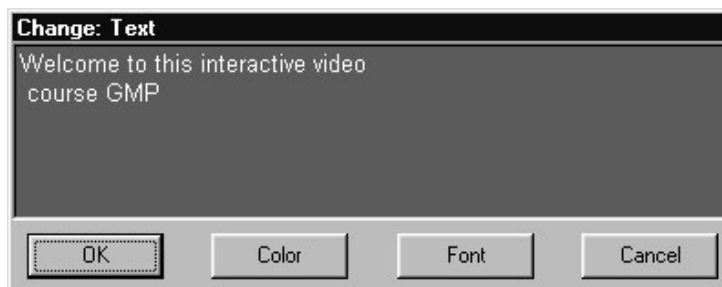 Change: Text
Welcome to this interactive video
course GMP
OK Color Font Cancel